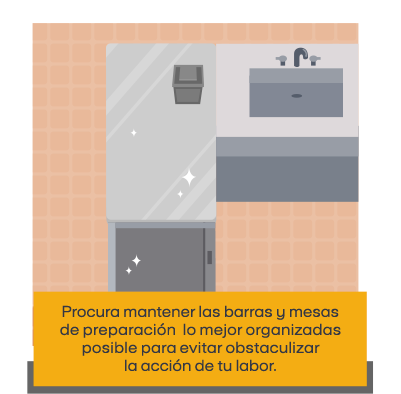 Procura mantener las barras y mesas
de preparación lo mejor organizadas
posible para evitar obstaculizar
la acción de tu labor.